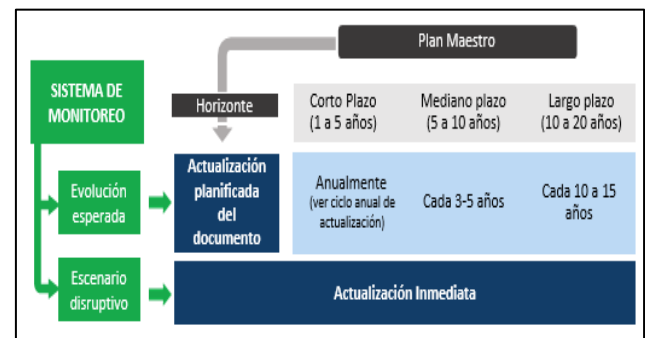 Plan Maestro
SISTEMA DE
MONITOREO
Horizonte
Corto Plazo
(1 a 5 años)
Mediano plazo
(5 a 10 años)
Largo plazo
(10 a 20 años)
Evolución
esperada
Actualización
planificada
del
documento
Anualmente
(ver ciclo anual de
actualización)
Cada 3-5 años
Cada 10 a 15
años
Escenario
disruptivo
Actualización Inmediata